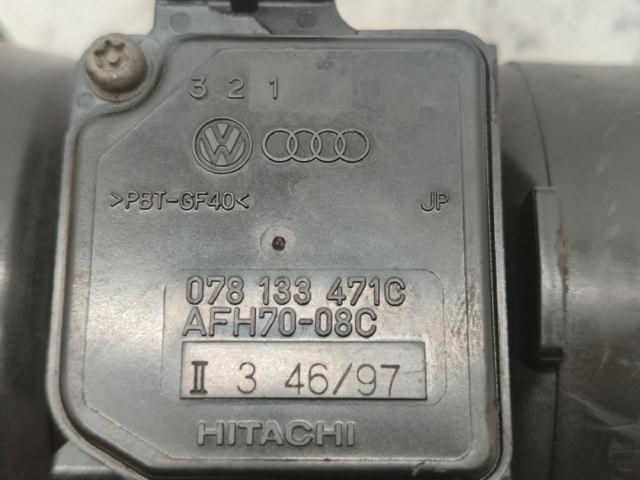 3 2 1
>PBT-GF40< JP
078 133 471C
AFH70-08C
II 3 46/97
HITACHI